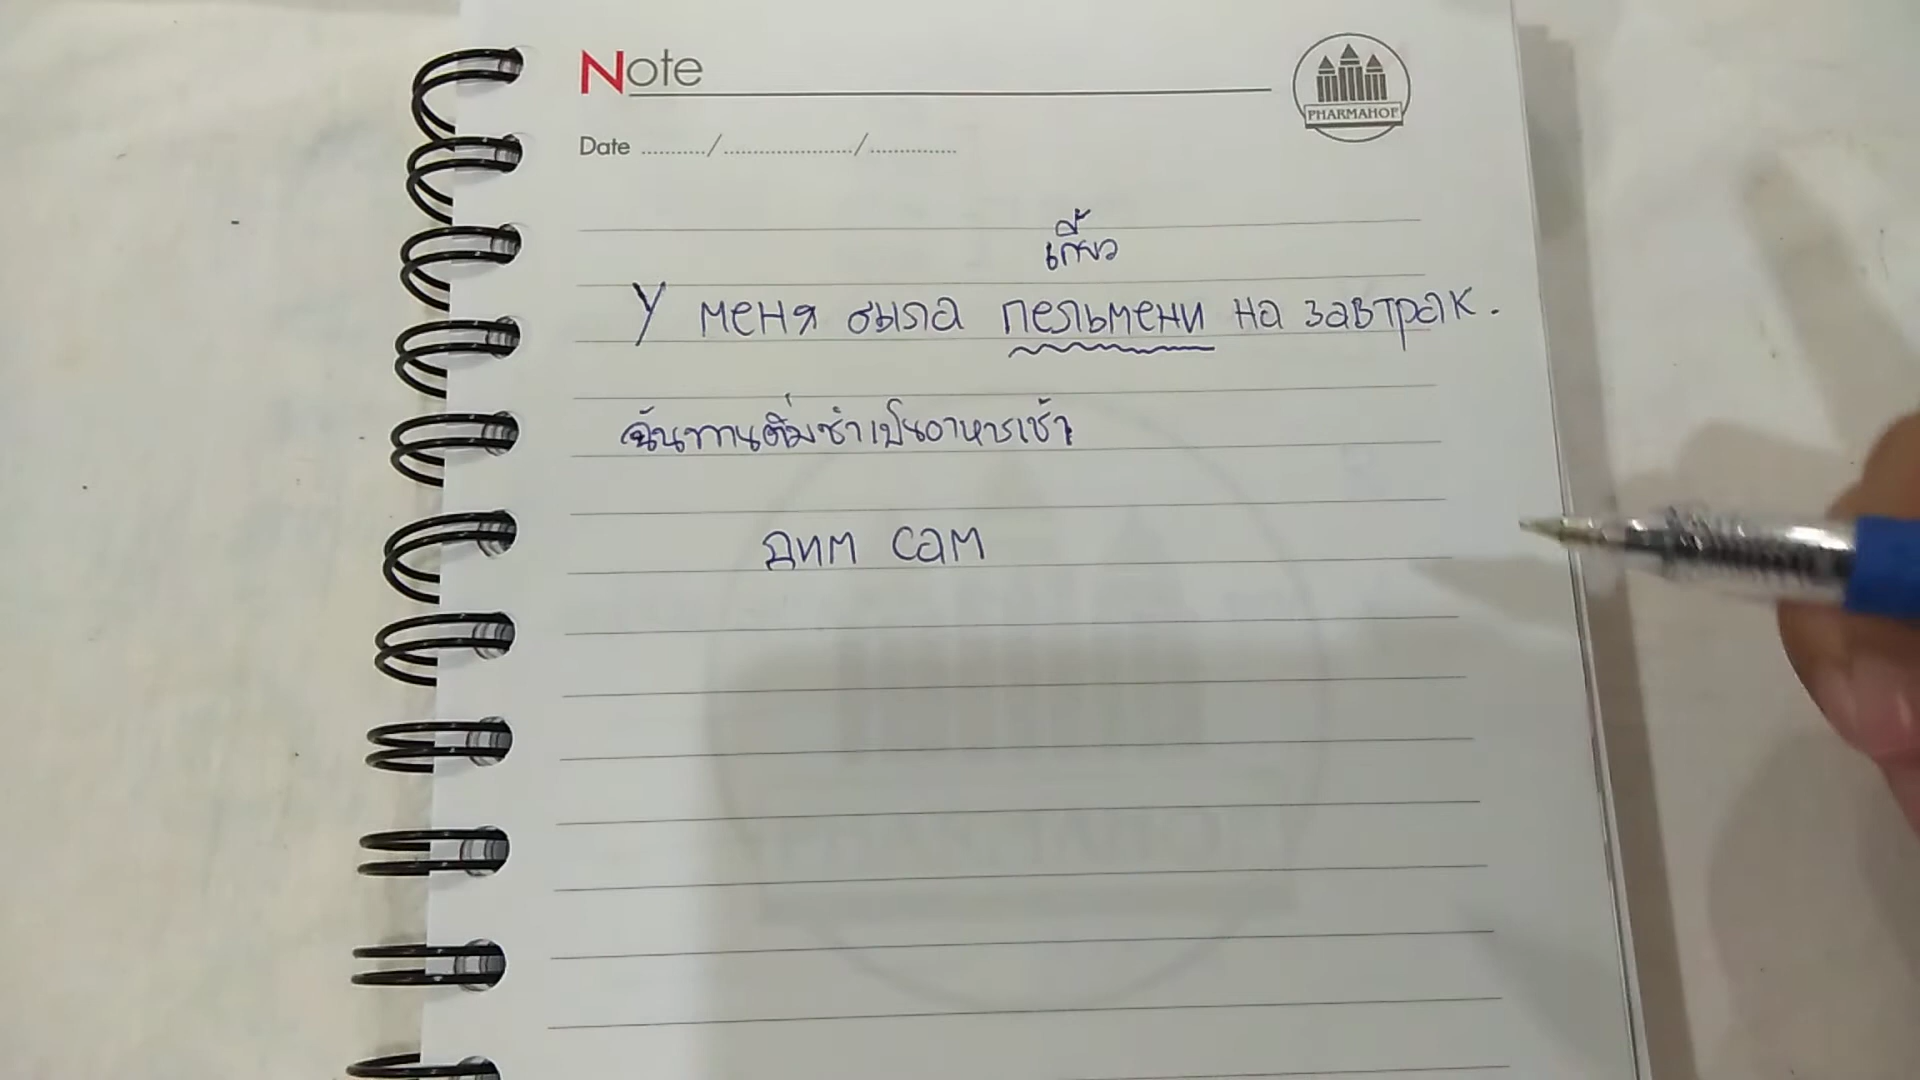 Note
PHARMAHOF
Date ........../...................../..............
เกี๊ยว
У меня была пельмени на завтрак.
ฉันทานติ่มซำเป็นอาหารเช้า
дим сам